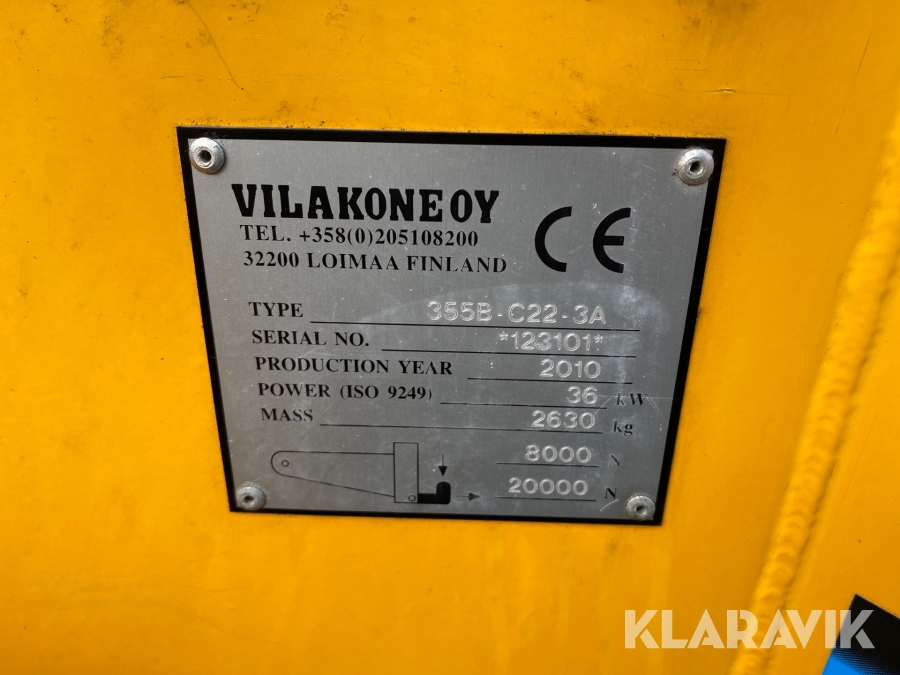 VILAKONE OY
TEL. +358(0)205108200
32200 LOIMAA FINLAND
CE
TYPE 355B-C22-3A
SERIAL NO. *123101*
PRODUCTION YEAR 2010
POWER (ISO 9249) 36 kW
MASS 2630 kg
8000 N
20000 N
KLARAVIK